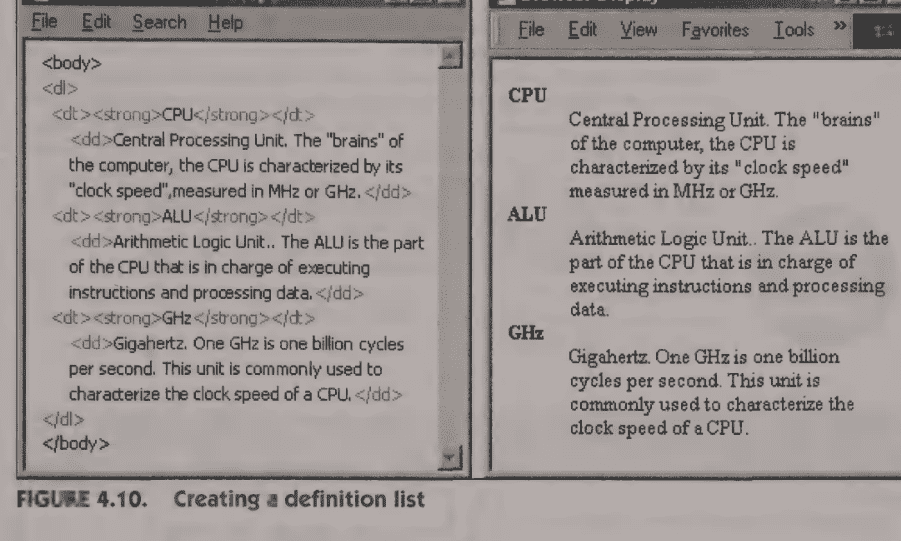 File Edit Search Help
<body>
<dl>
<dt><strong>CPU</strong></dt>
<dd>Central Processing Unit. The "brains" of
the computer, the CPU is characterized by its
"clock speed",measured in MHz or GHz. </dd>
<dt><strong>ALU</strong></dt>
<dd>Arithmetic Logic Unit.. The ALU is the part
of the CPU that is in charge of executing
instructions and processing data. </dd>
<dt><strong>GHz</strong></dt>
<dd>Gigahertz. One GHz is one billion cycles
per second. This unit is commonly used to
characterize the clock speed of a CPU. </dd>
</dl>
</body>
File Edit View Favorites Tools »
CPU
Central Processing Unit. The "brains"
of the computer, the CPU is
characterized by its "clock speed"
measured in MHz or GHz.
ALU
Arithmetic Logic Unit.. The ALU is the
part of the CPU that is in charge of
executing instructions and processing
data.
GHz
Gigahertz. One GHz is one billion
cycles per second. This unit is
commonly used to characterize the
clock speed of a CPU.
FIGURE 4.10. Creating a definition list